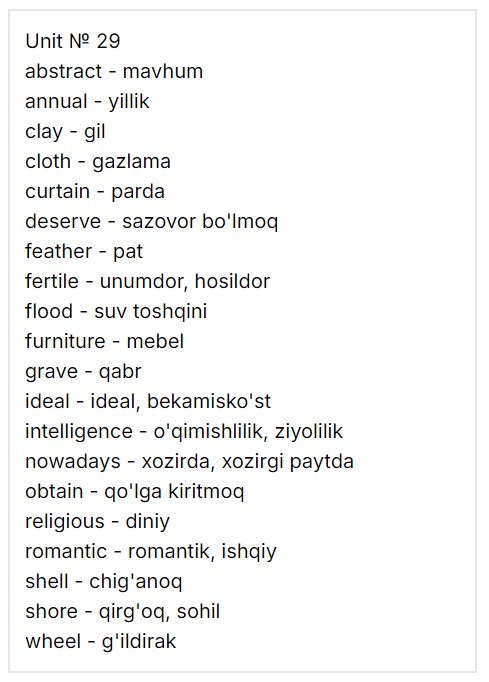 Unit № 29
abstract - mavhum
annual - yillik
clay - gil
cloth - gazlama
curtain - parda
deserve - sazovor bo'lmoq
feather - pat
fertile - unumdor, hosildor
flood - suv toshqini
furniture - mebel
grave - qabr
ideal - ideal, bekamisko'st
intelligence - o'qimishlilik, ziyolilik
nowadays - xozirda, xozirgi paytda
obtain - qo'lga kiritmoq
religious - diniy
romantic - romantik, ishqiy
shell - chig'anoq
shore - qirg'oq, sohil
wheel - g'ildirak